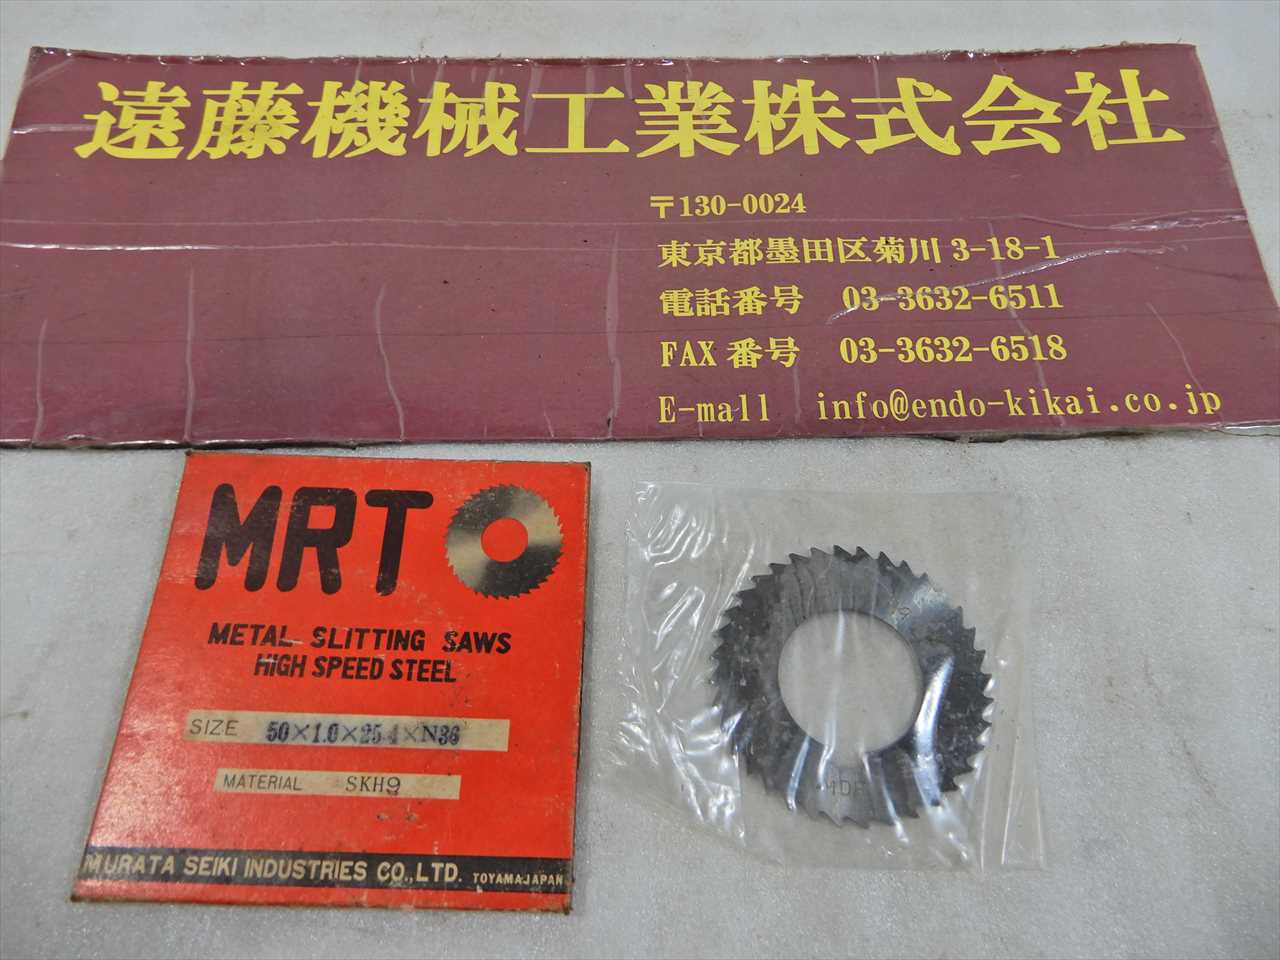 遠藤機械工業株式会社
〒130-0024
東京都墨田区菊川 3-18-1
電話番号 03-3632-6511
FAX 番号 03-3632-6518
E-mall info@endo-kikai.co.jp
MRT
METAL SLITTING SAWS
HIGH SPEED STEEL
SIZE 50×1.0×25.4×N36
MATERIAL SKH9
MURATA SEIKI INDUSTRIES CO.,LTD. TOYAMAJAPAN